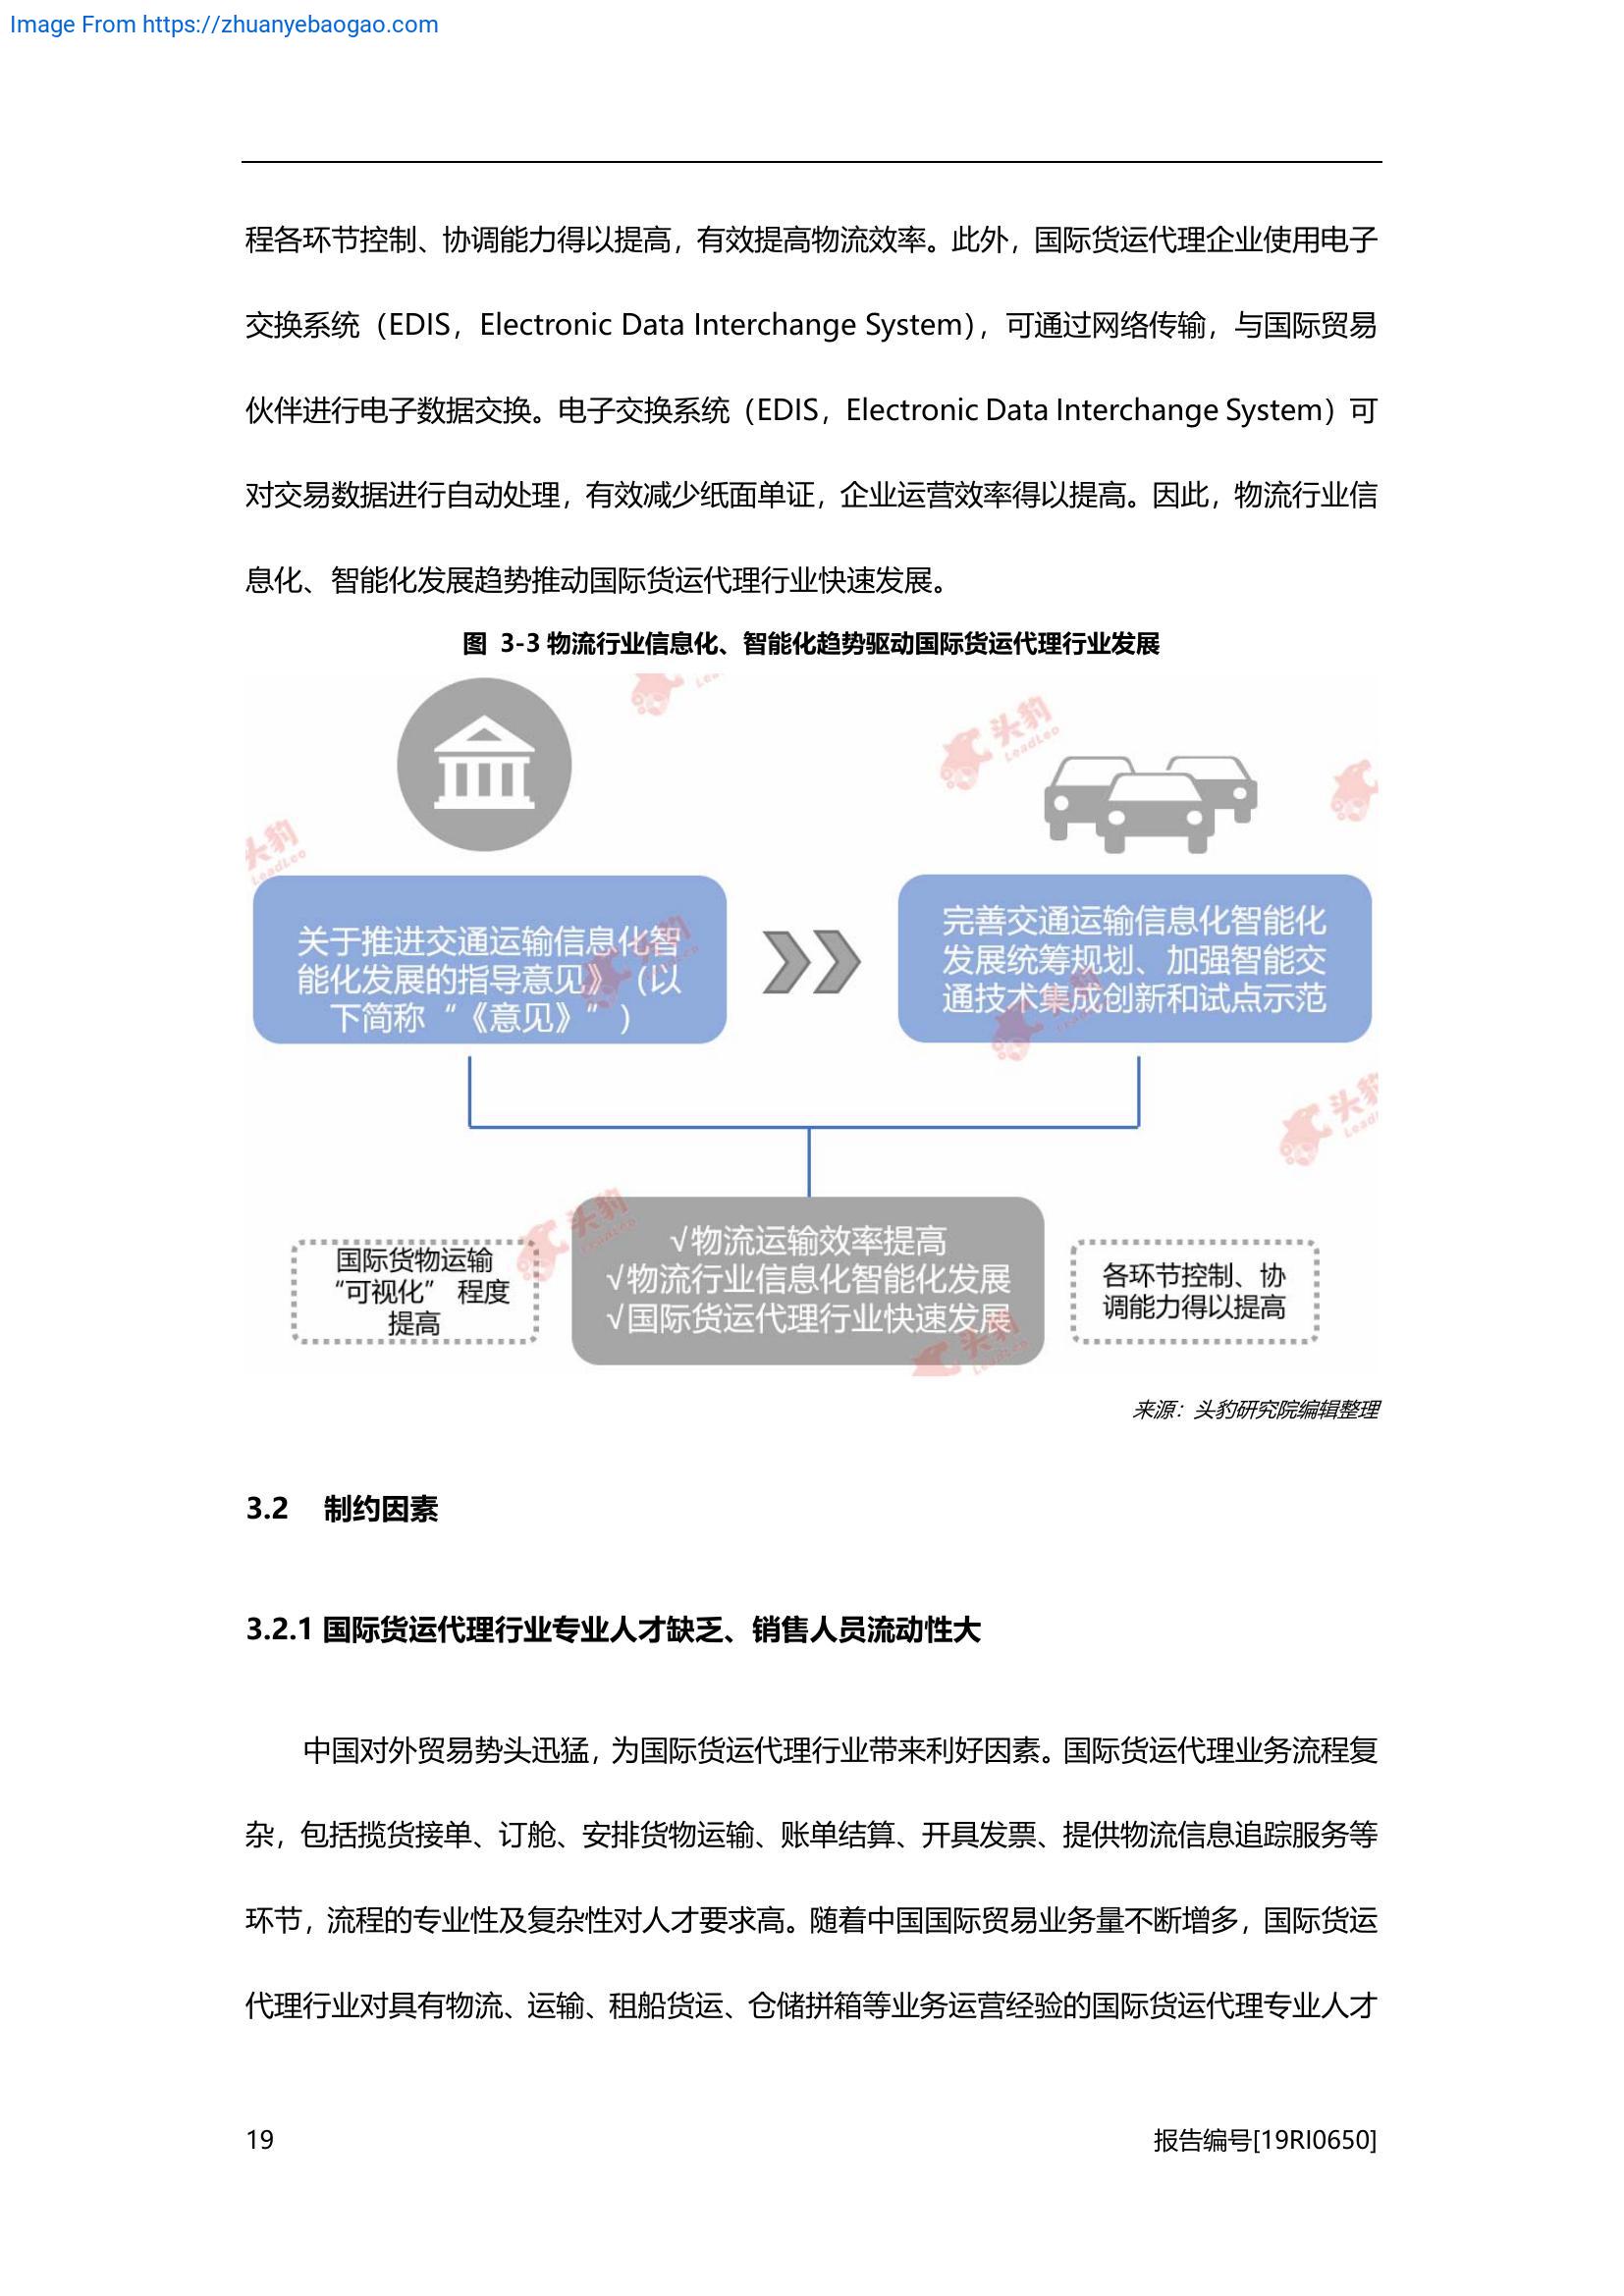 Image From https://zhuanyebaogao.com
程各环节控制、协调能力得以提高，有效提高物流效率。此外，国际货运代理企业使用电子
交换系统（EDIS，Electronic Data Interchange System），可通过网络传输，与国际贸易
伙伴进行电子数据交换。电子交换系统（EDIS，Electronic Data Interchange System）可
对交易数据进行自动处理，有效减少纸面单证，企业运营效率得以提高。因此，物流行业信
息化、智能化发展趋势推动国际货运代理行业快速发展。
图 3-3 物流行业信息化、智能化趋势驱动国际货运代理行业发展
头豹
LeadLeo
头豹
LeadLeo
关于推进交通运输信息化智
能化发展的指导意见》（以
下简称“《意见》”）
完善交通运输信息化智能化
发展统筹规划、加强智能交
通技术集成创新和试点示范
国际货物运输
“可视化” 程度
提高
√物流运输效率提高
√物流行业信息化智能化发展
√国际货运代理行业快速发展
各环节控制、协
调能力得以提高
来源：头豹研究院编辑整理
3.2 制约因素
3.2.1 国际货运代理行业专业人才缺乏、销售人员流动性大
中国对外贸易势头迅猛，为国际货运代理行业带来利好因素。国际货运代理业务流程复
杂，包括揽货接单、订舱、安排货物运输、账单结算、开具发票、提供物流信息追踪服务等
环节，流程的专业性及复杂性对人才要求高。随着中国国际贸易业务量不断增多，国际货运
代理行业对具有物流、运输、租船货运、仓储拼箱等业务运营经验的国际货运代理专业人才
19
报告编号[19RI0650]